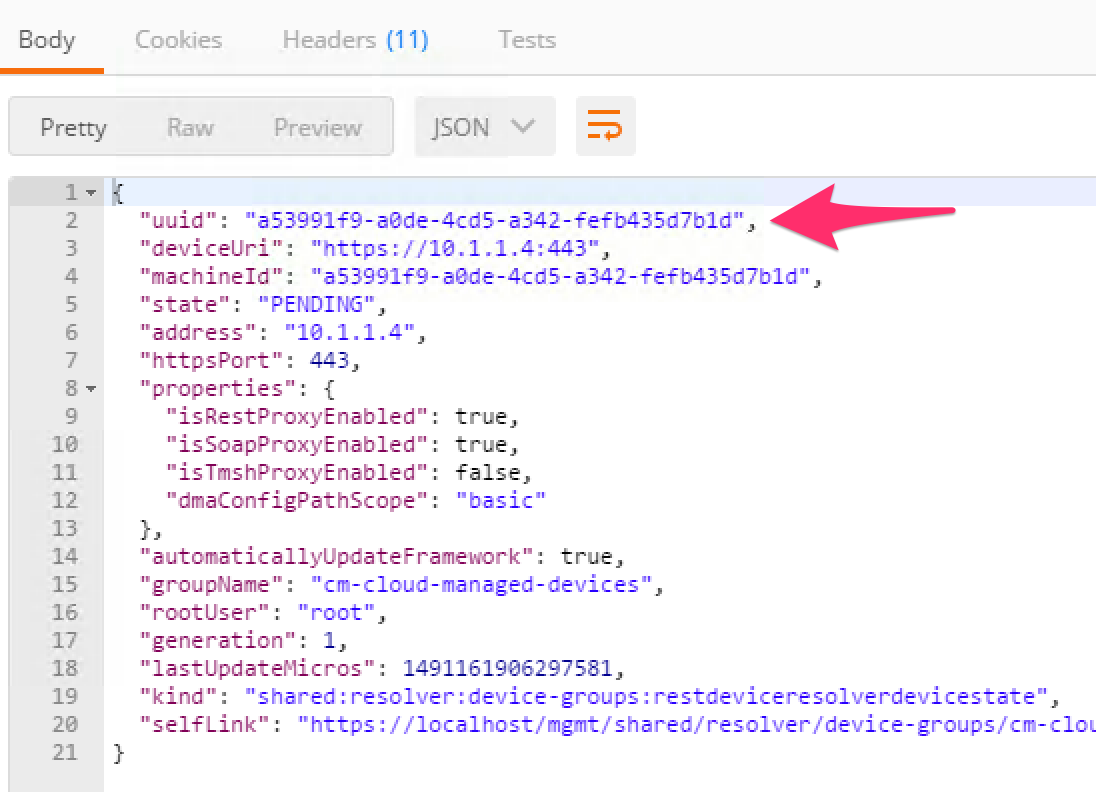 Body Cookies Headers (11) Tests
Pretty Raw Preview JSON
1 {
2 "uuid": "a53991f9-a0de-4cd5-a342-fefb435d7b1d",
3 "deviceUri": "https://10.1.1.4:443",
4 "machineId": "a53991f9-a0de-4cd5-a342-fefb435d7b1d",
5 "state": "PENDING",
6 "address": "10.1.1.4",
7 "httpsPort": 443,
8 "properties": {
9 "isRestProxyEnabled": true,
10 "isSoapProxyEnabled": true,
11 "isTmshProxyEnabled": false,
12 "dmaConfigPathScope": "basic"
13 },
14 "automaticallyUpdateFramework": true,
15 "groupName": "cm-cloud-managed-devices",
16 "rootUser": "root",
17 "generation": 1,
18 "lastUpdateMicros": 1491161906297581,
19 "kind": "shared:resolver:device-groups:restdeviceresolverdevicestate",
20 "selfLink": "https://localhost/mgmt/shared/resolver/device-groups/cm-clou
21 }